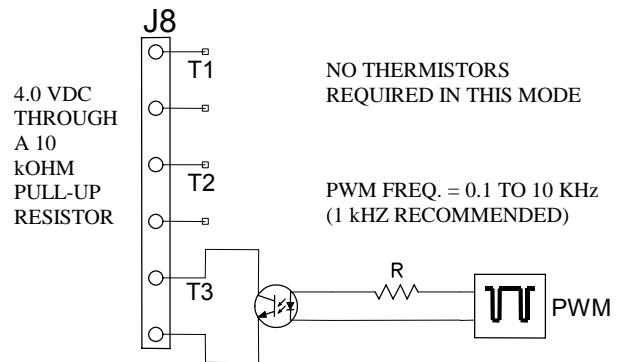 J8
T1
NO THERMISTORS
REQUIRED IN THIS MODE
4.0 VDC
THROUGH
A 10
kOHM
PULL-UP
RESISTOR
T2
PWM FREQ. = 0.1 TO 10 KHz
(1 kHZ RECOMMENDED)
T3
R
PWM